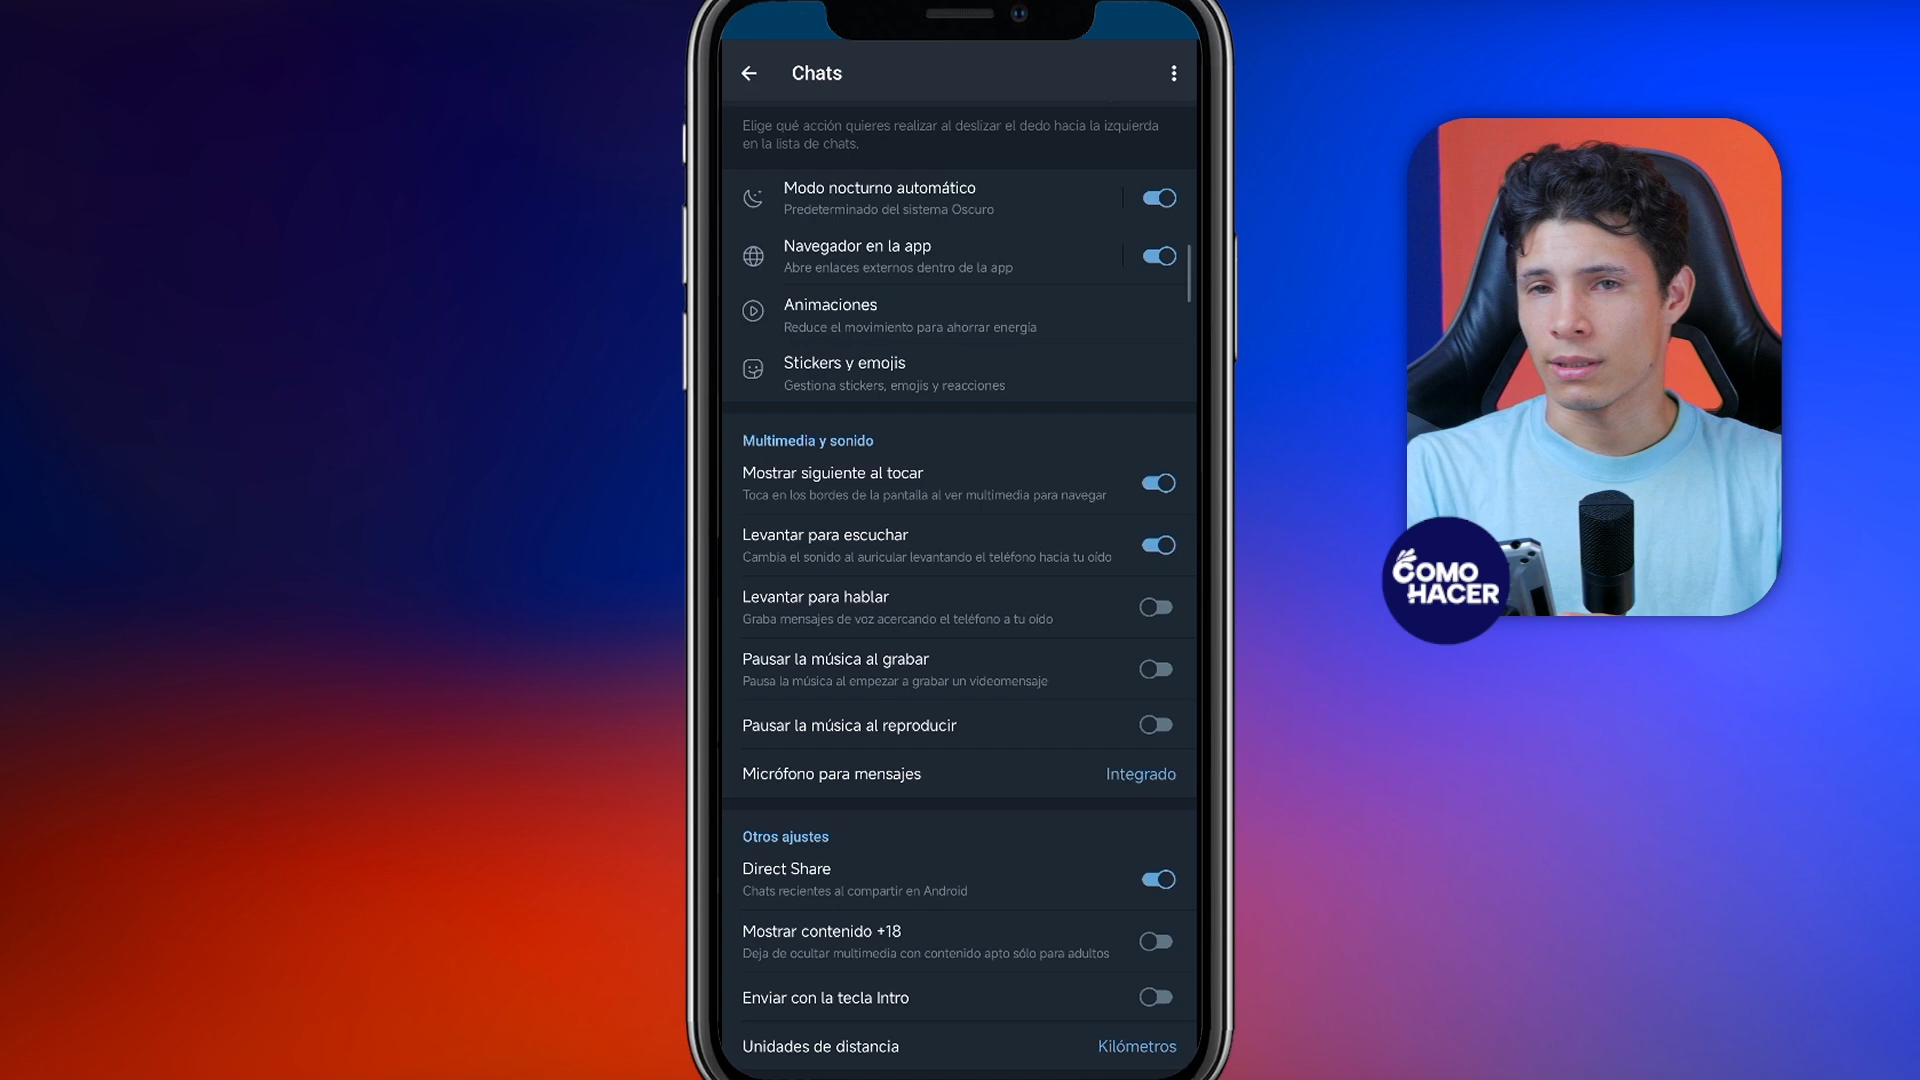 Chats
Elige qué acción quieres realizar al deslizar el dedo hacia la izquierda
en la lista de chats.
Modo nocturno automático
Predeterminado del sistema Oscuro
Navegador en la app
Abre enlaces externos dentro de la app
Animaciones
Reduce el movimiento para ahorrar energía
Stickers y emojis
Gestiona stickers, emojis y reacciones
Multimedia y sonido
Mostrar siguiente al tocar
Toca en los bordes de la pantalla al ver multimedia para navegar
Levantar para escuchar
Cambia el sonido al auricular levantando el teléfono hacia tu oído
Levantar para hablar
Graba mensajes de voz acercando el teléfono a tu oído
Pausar la música al grabar
Pausa la música al empezar a grabar un videomensaje
Pausar la música al reproducir
Micrófono para mensajes
Integrado
Otros ajustes
Direct Share
Chats recientes al compartir en Android
Mostrar contenido +18
Deja de ocultar multimedia con contenido apto sólo para adultos
Enviar con la tecla Intro
Unidades de distancia
Kilómetros
COMO
HACER